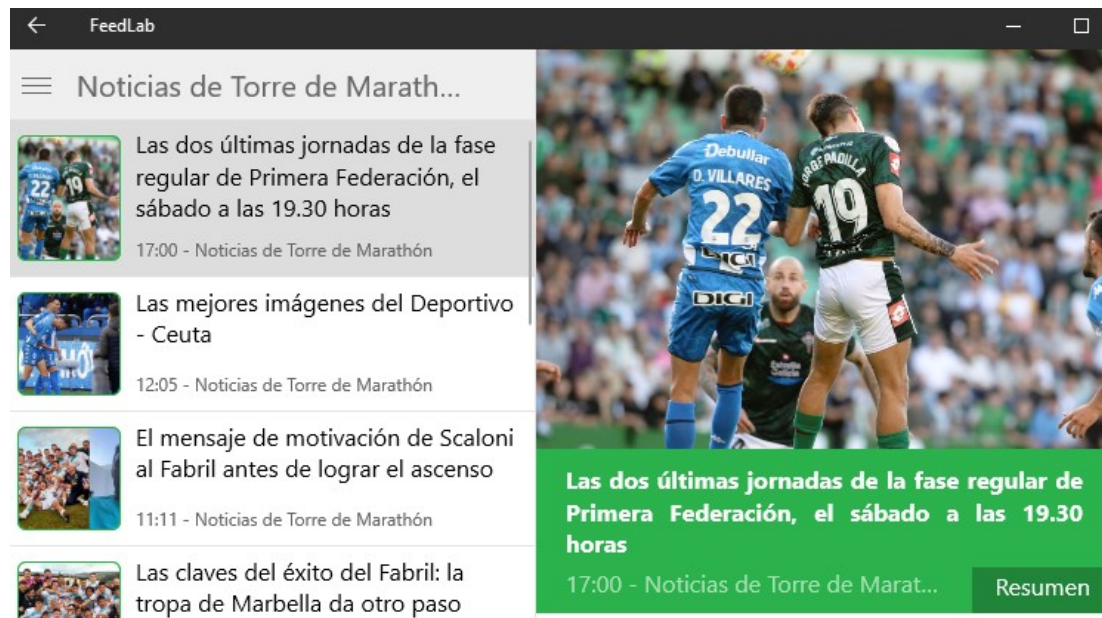 FeedLab
Noticias de Torre de Marath...
Las dos últimas jornadas de la fase
regular de Primera Federación, el
sábado a las 19.30 horas
17:00 - Noticias de Torre de Marathón
Las mejores imágenes del Deportivo
- Ceuta
12:05 - Noticias de Torre de Marathón
El mensaje de motivación de Scaloni
al Fabril antes de lograr el ascenso
11:11 - Noticias de Torre de Marathón
Las claves del éxito del Fabril: la
tropa de Marbella da otro paso
Debullar
D. VILLARES
22
DIGI
DIGI
JORGE PADILLA
19
Estrella
Galicia
Las dos últimas jornadas de la fase regular de
Primera Federación, el sábado a las 19.30
horas
17:00 - Noticias de Torre de Marat...
Resumen